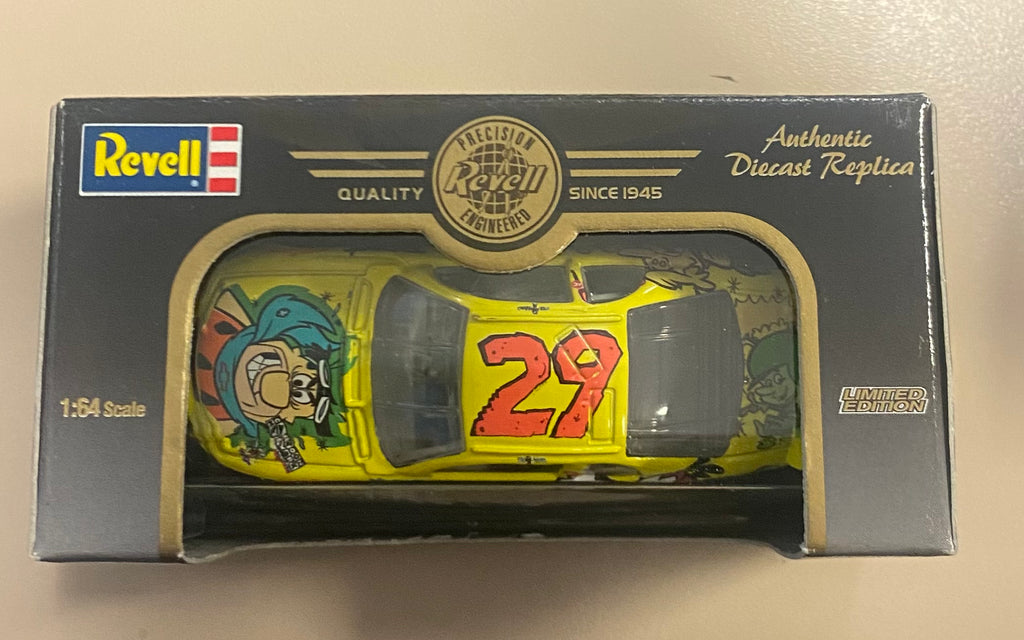 Revell
PRECISION
Revell
ENGINEERED
QUALITY
SINCE 1945
Authentic
Diecast Replica
29
1:64 Scale
LIMITED
EDITION